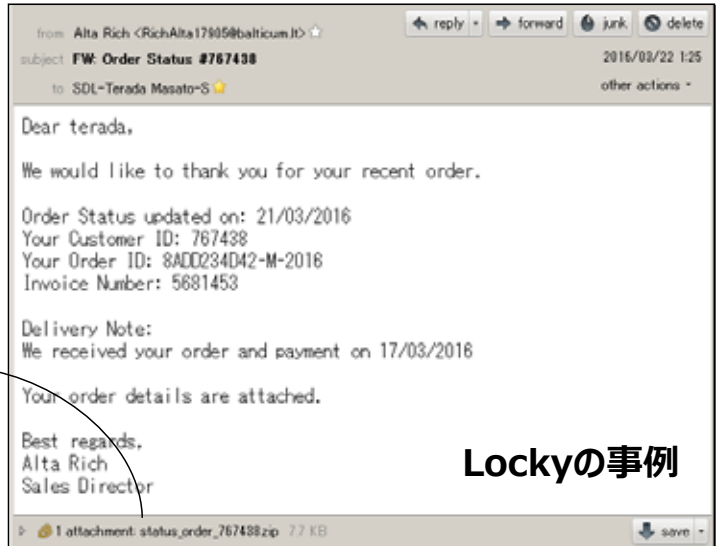 from Alta Rich <RichAlta17905@balticum.lt>
reply forward junk delete
subject FW: Order Status #767438
2016/03/22 1:25
to SDL-Terada Masato-S
other actions
Dear terada,
We would like to thank you for your recent order.
Order Status updated on: 21/03/2016
Your Customer ID: 767438
Your Order ID: 8ADD234D42-M-2016
Invoice Number: 5681453
Delivery Note:
We received your order and payment on 17/03/2016
Your order details are attached.
Best regards,
Alta Rich
Sales Director
Lockyの事例
1 attachment: status_order_767438.zip 7.7 KB
save